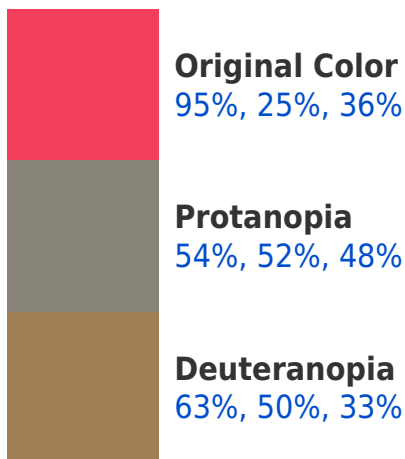 Original Color
95%, 25%, 36%
Protanopia
54%, 52%, 48%
Deuteranopia
63%, 50%, 33%